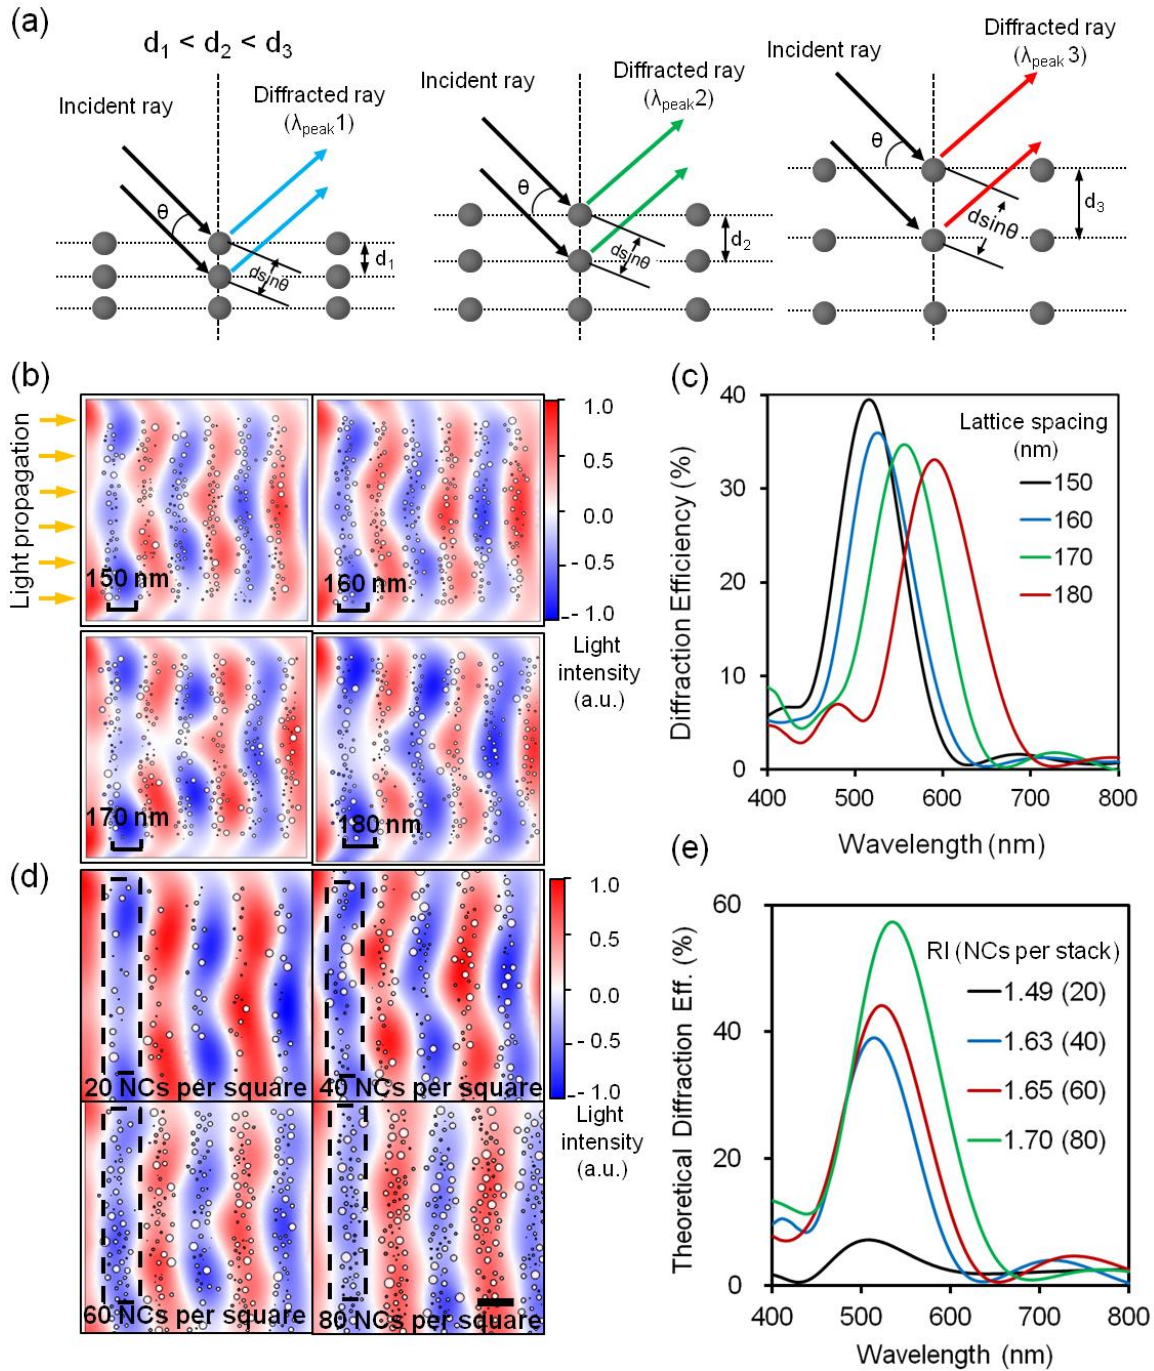 (a)
d₁ < d₂ < d₃
Incident ray
Diffracted ray
(λpeak1)
θ
dsinθ
d₁
Incident ray
Diffracted ray
(λpeak2)
θ
dsinθ
d₂
Incident ray
Diffracted ray
(λpeak 3)
θ
dsinθ
d₃
(b)
Light propagation
150 nm
160 nm
170 nm
180 nm
1.0
0.5
0.0
- 0.5
- 1.0
Light
intensity
(a.u.)
(c)
Diffraction Efficiency (%)
40
30
20
10
0
400
500
600
700
800
Wavelength (nm)
Lattice spacing
(nm)
150
160
170
180
(d)
20 NCs per square
40 NCs per square
60 NCs per square
80 NCs per square
1.0
0.5
0.0
- 0.5
- 1.0
Light
intensity
(a.u.)
(e)
Theoretical Diffraction Eff. (%)
60
40
20
0
400
500
600
700
800
Wavelength (nm)
RI (NCs per stack)
1.49 (20)
1.63 (40)
1.65 (60)
1.70 (80)